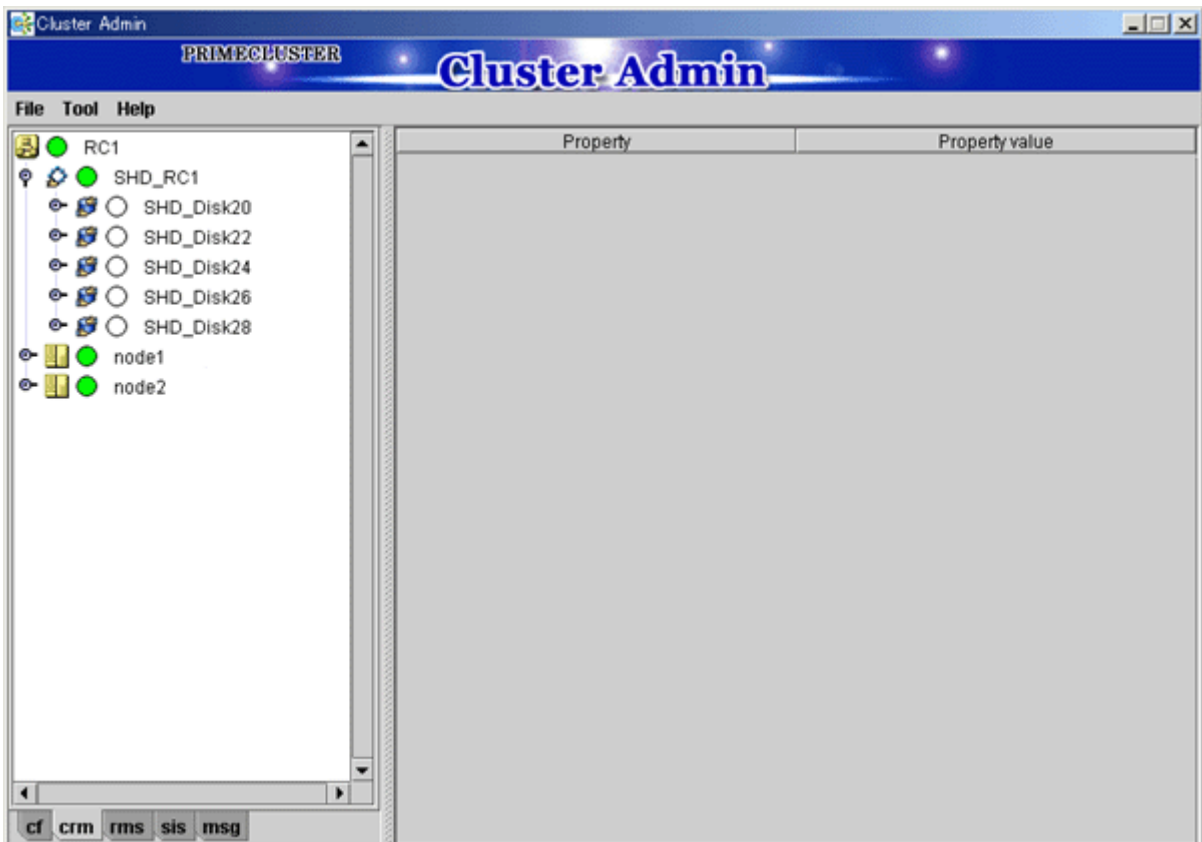 Cluster Admin
PRIMECLUSTER
Cluster Admin
File Tool Help
RC1
SHD_RC1
SHD_Disk20
SHD_Disk22
SHD_Disk24
SHD_Disk26
SHD_Disk28
node1
node2
Property Property value
cf crm rms sis msg